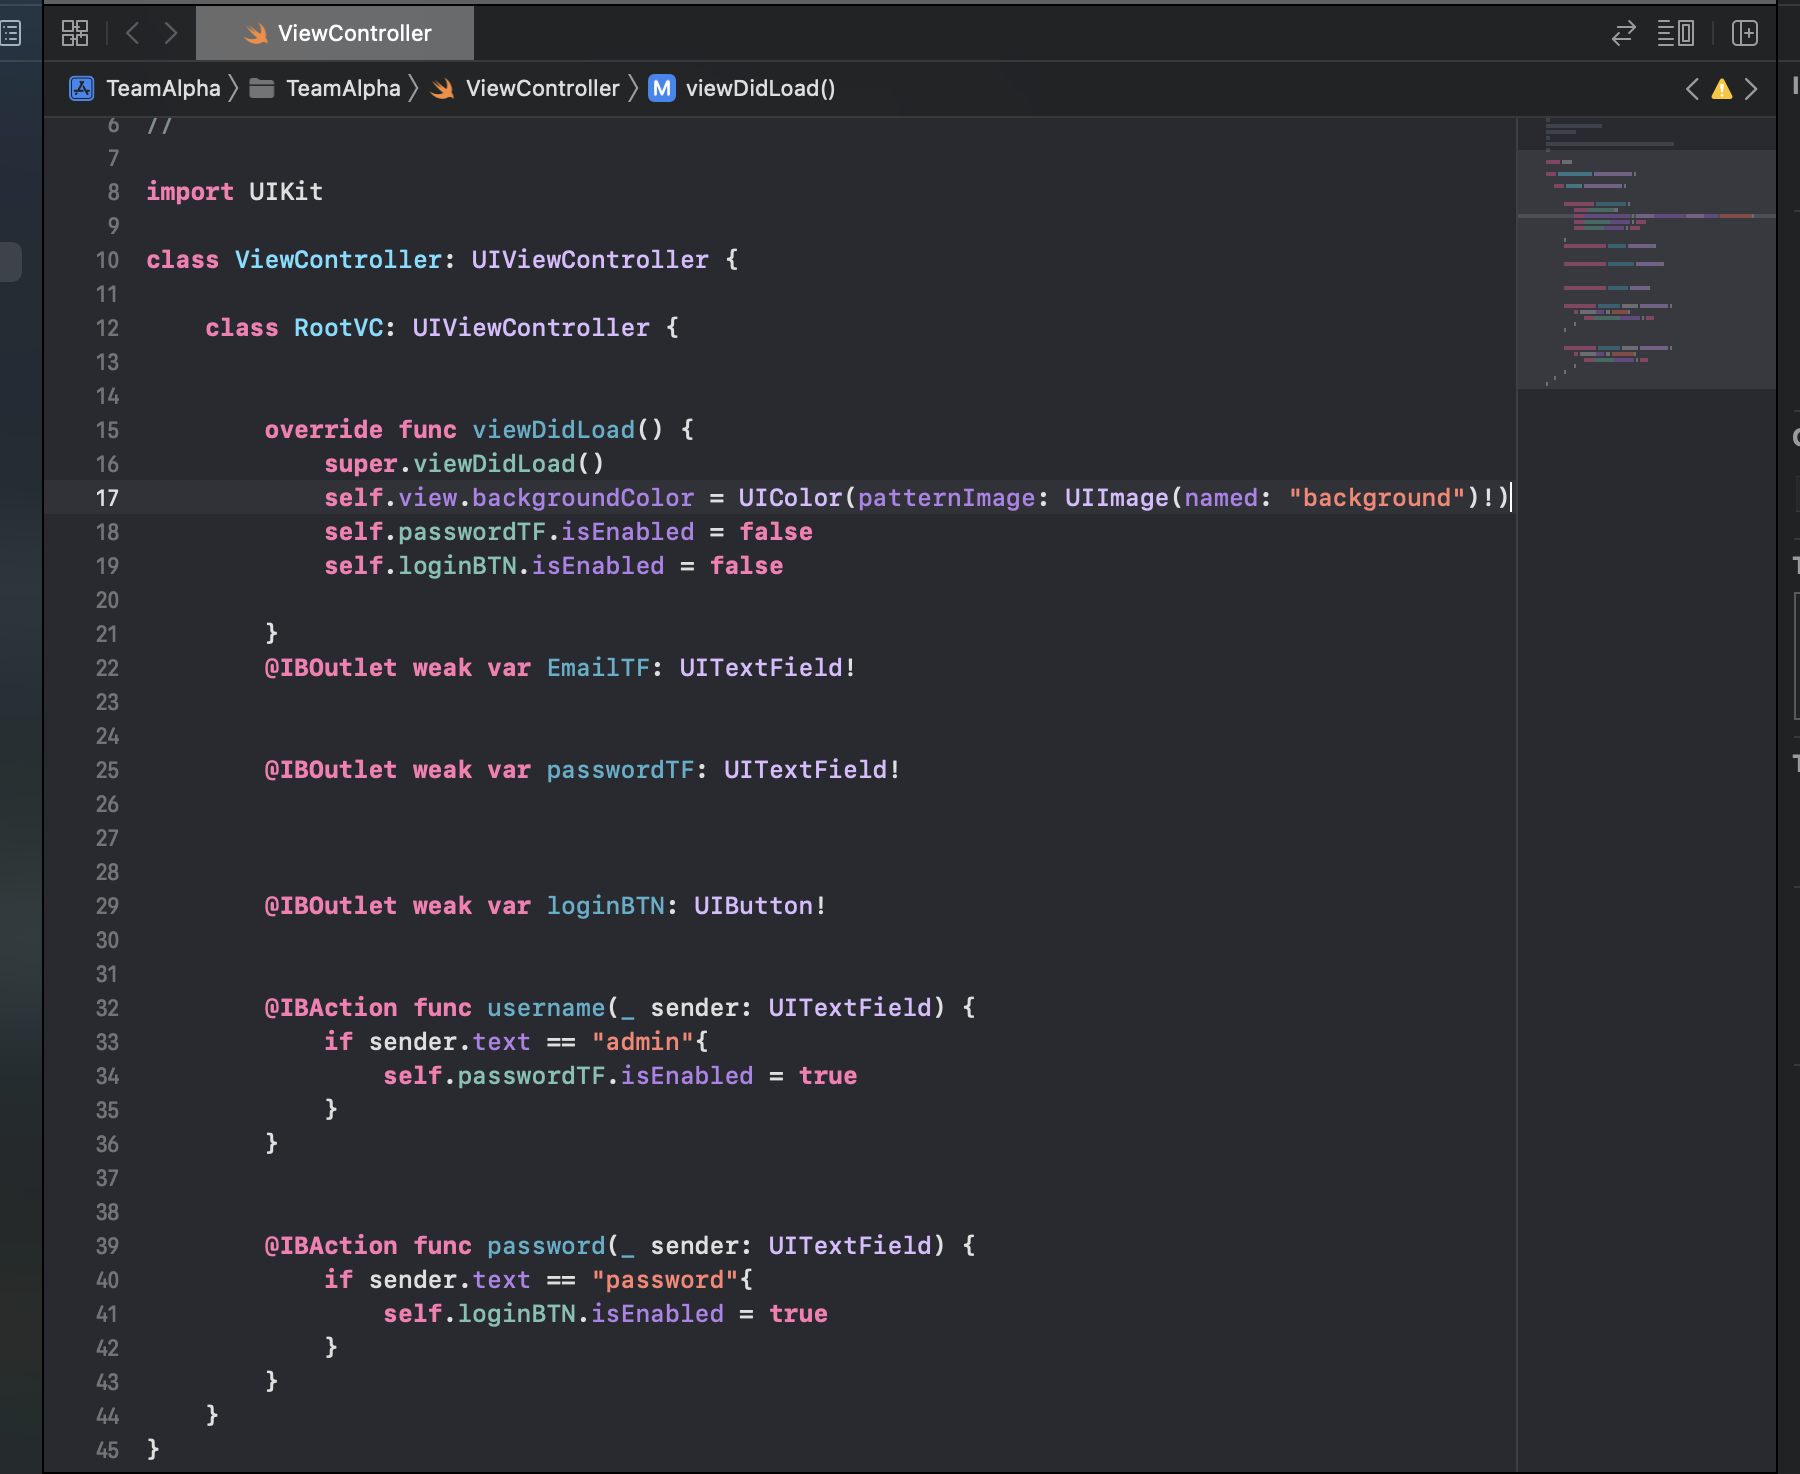 ViewController
TeamAlpha 〉 TeamAlpha 〉 ViewController 〉 M viewDidLoad()
6 //
7
8 import UIKit
9
10 class ViewController: UIViewController {
11
12     class RootVC: UIViewController {
13
14
15         override func viewDidLoad() {
16             super.viewDidLoad()
17             self.view.backgroundColor = UIColor(patternImage: UIImage(named: "background")!)
18             self.passwordTF.isEnabled = false
19             self.loginBTN.isEnabled = false
20
21         }
22         @IBOutlet weak var EmailTF: UITextField!
23
24
25         @IBOutlet weak var passwordTF: UITextField!
26
27
28
29         @IBOutlet weak var loginBTN: UIButton!
30
31
32         @IBAction func username(_ sender: UITextField) {
33             if sender.text == "admin"{
34                 self.passwordTF.isEnabled = true
35             }
36         }
37
38
39         @IBAction func password(_ sender: UITextField) {
40             if sender.text == "password"{
41                 self.loginBTN.isEnabled = true
42             }
43         }
44     }
45 }